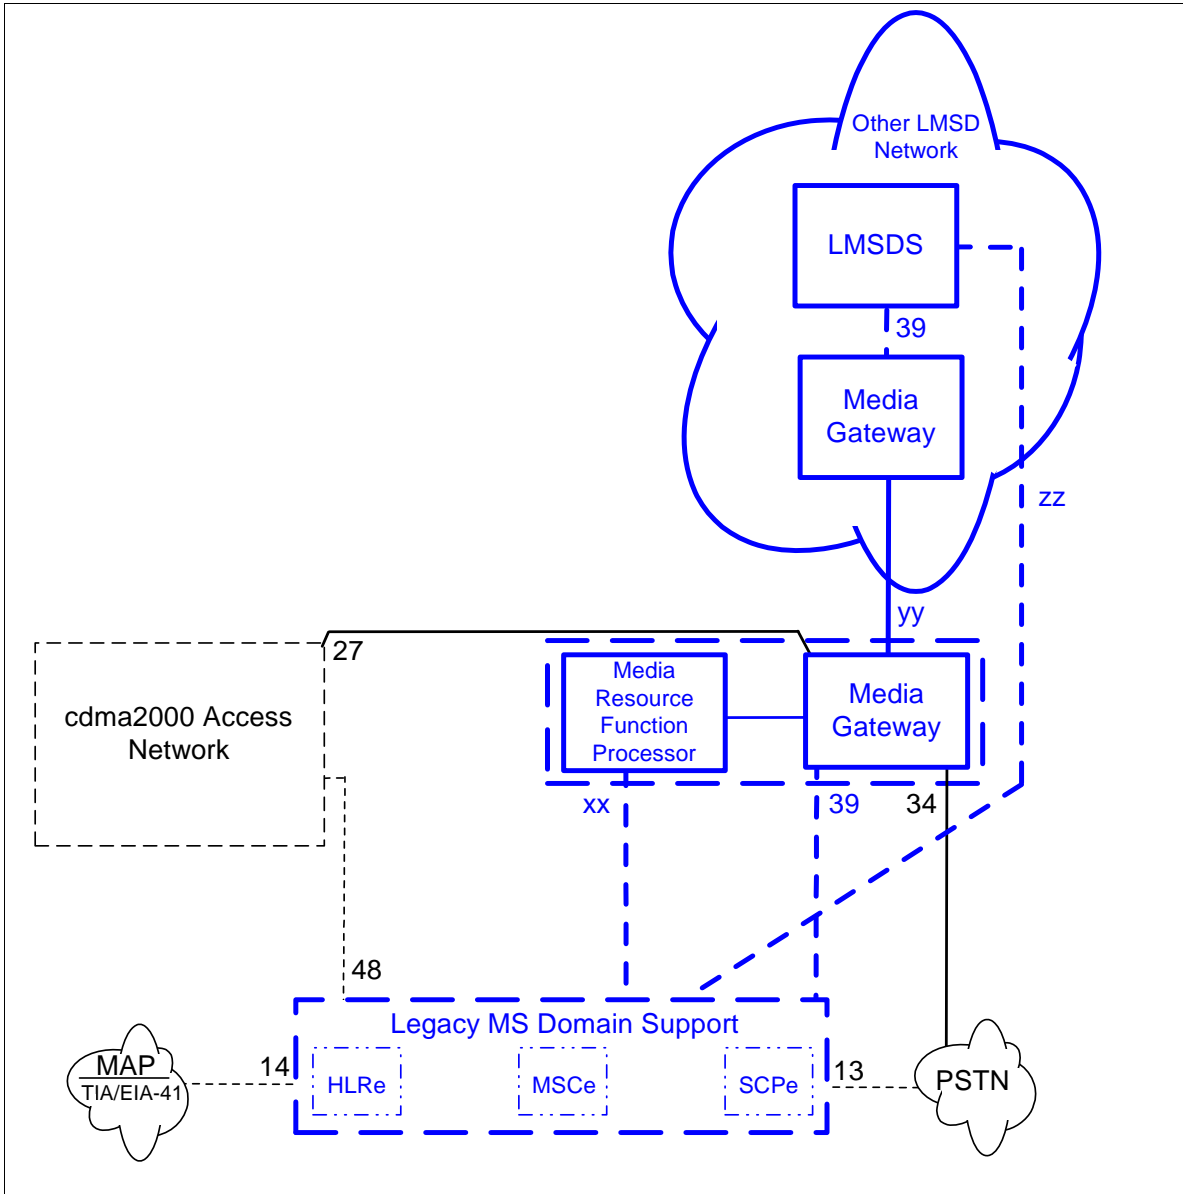 Other LMSD
Network
LMSDS
39
Media
Gateway
zz
yy
27
cdma2000 Access
Network
Media
Resource
Function
Processor
Media
Gateway
xx
39
34
48
Legacy MS Domain Support
MAP
TIA/EIA-41
14
HLRe
MSCe
SCPe
13
PSTN